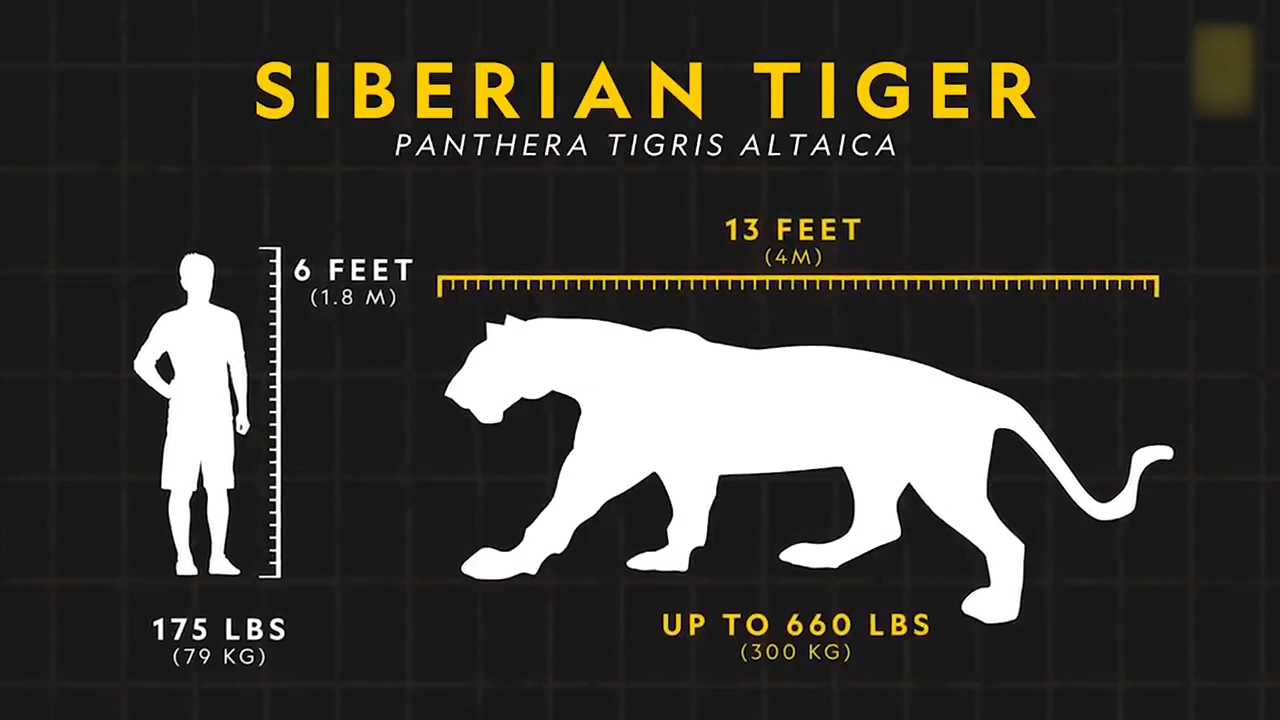 SIBERIAN TIGER
PANTHERA TIGRIS ALTAICA
6 FEET
(1.8 M)
175 LBS
(79 KG)
13 FEET
(4M)
UP TO 660 LBS
(300 KG)